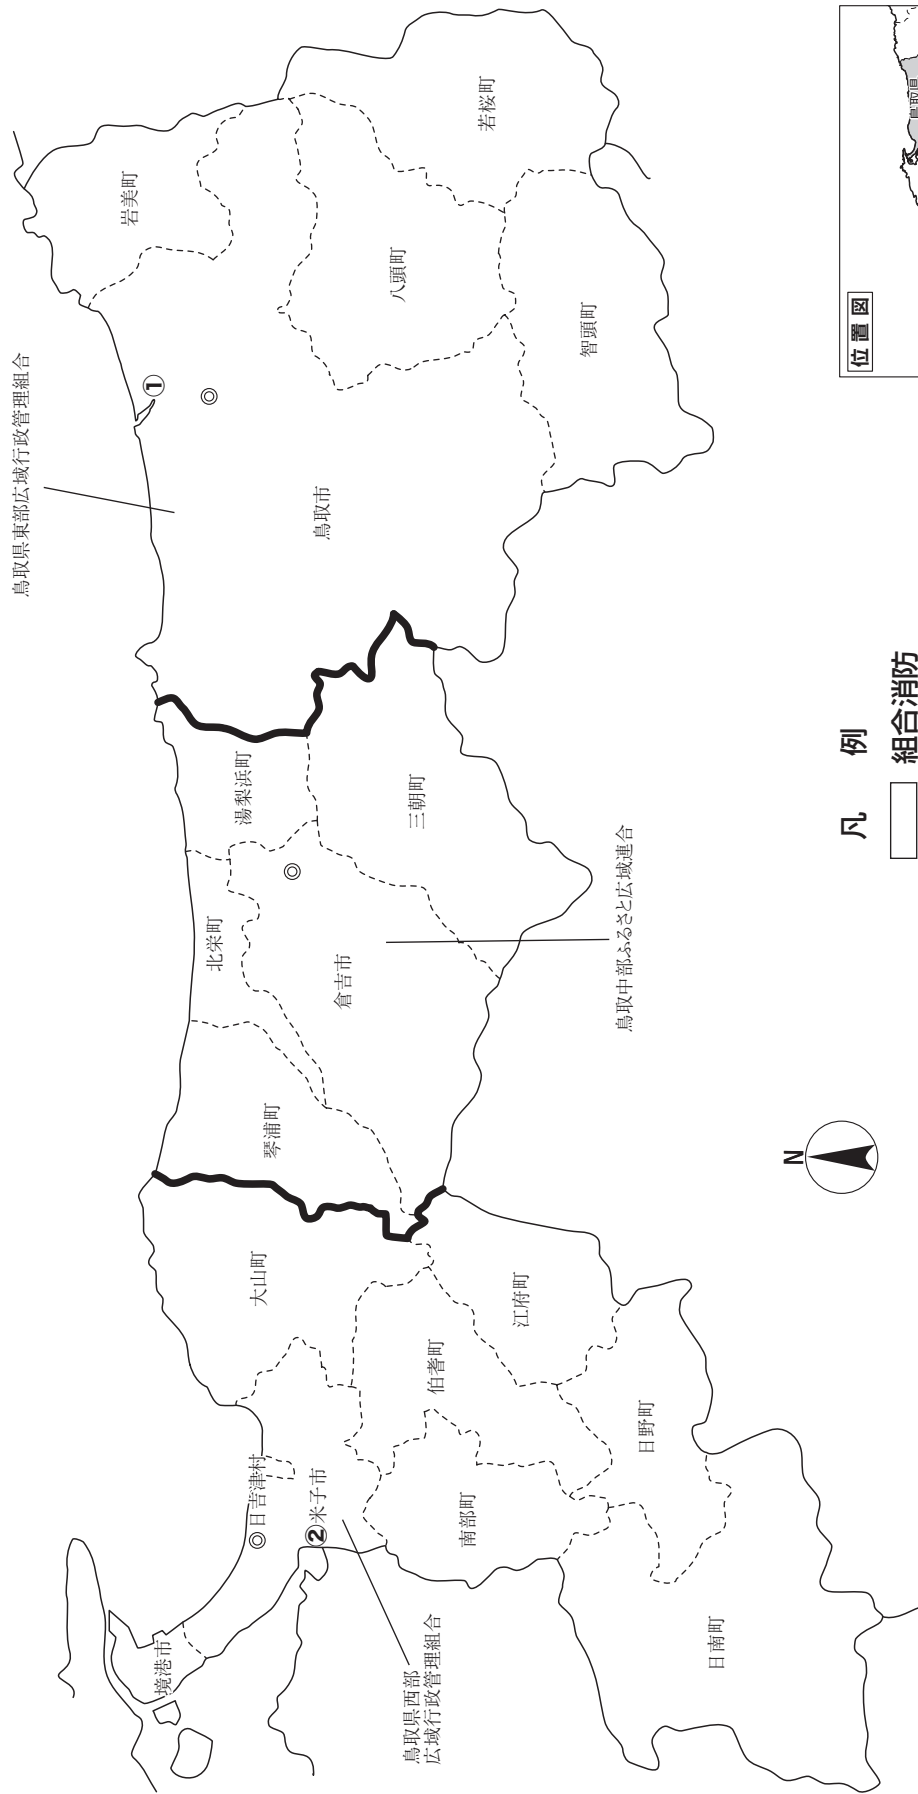 鳥取県東部広域行政管理組合
岩美町
若桜町
①
八頭町
智頭町
鳥取市
湯梨浜町
三朝町
北栄町
倉吉市
鳥取中部ふるさと広域連合
琴浦町
大山町
江府町
伯耆町
日野町
日吉津村
②米子市
南部町
境港市
日南町
鳥取県西部
広域行政管理組合
N
凡 例
組合消防
位置図
鳥取県